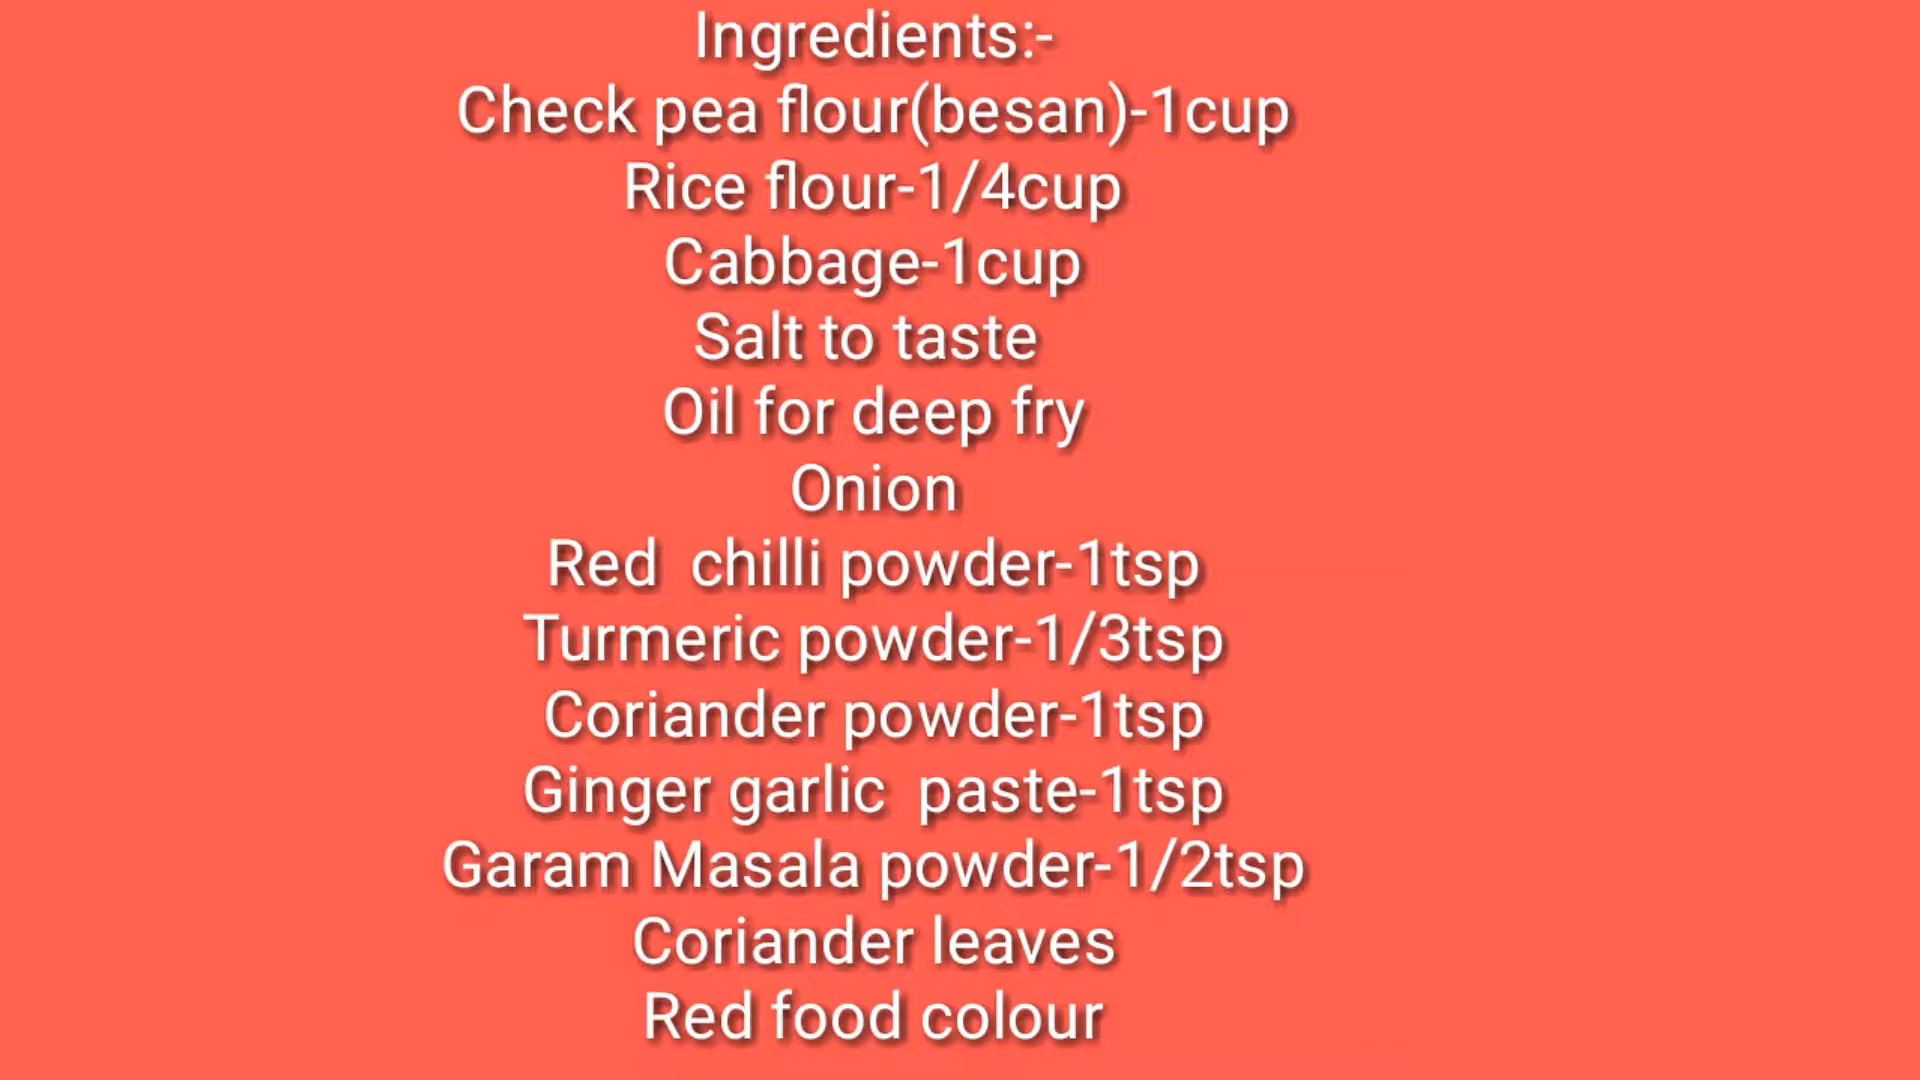 Ingredients:-
Check pea flour(besan)-1cup
Rice flour-1/4cup
Cabbage-1cup
Salt to taste
Oil for deep fry
Onion
Red  chilli powder-1tsp
Turmeric powder-1/3tsp
Coriander powder-1tsp
Ginger garlic  paste-1tsp
Garam Masala powder-1/2tsp
Coriander leaves
Red food colour